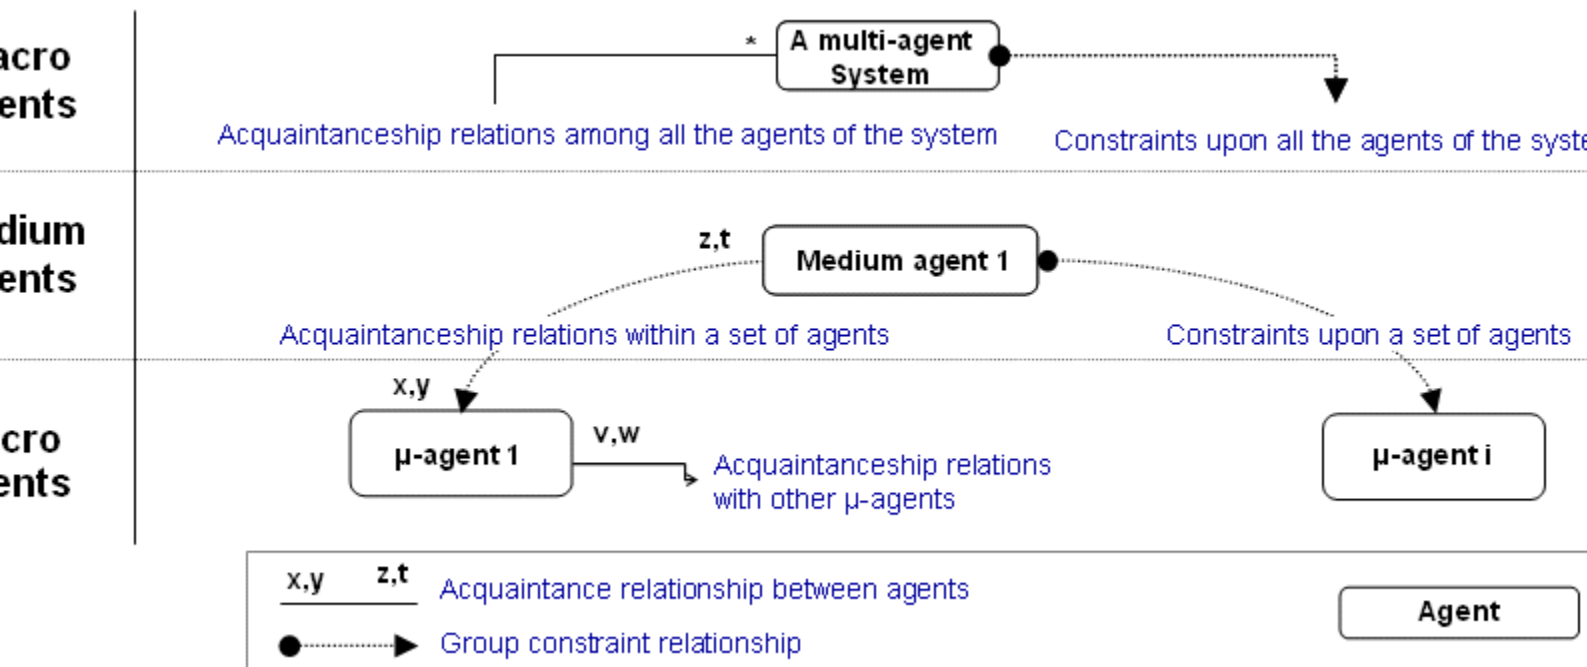 acro
ents
*
A multi-agent
System
Acquaintanceship relations among all the agents of the system
Constraints upon all the agents of the syste
dium
ents
z,t
Medium agent 1
Acquaintanceship relations within a set of agents
Constraints upon a set of agents
cro
ents
x,y
µ-agent 1
v,w
Acquaintanceship relations
with other µ-agents
µ-agent i
x,y z,t
Acquaintance relationship between agents
Agent
Group constraint relationship